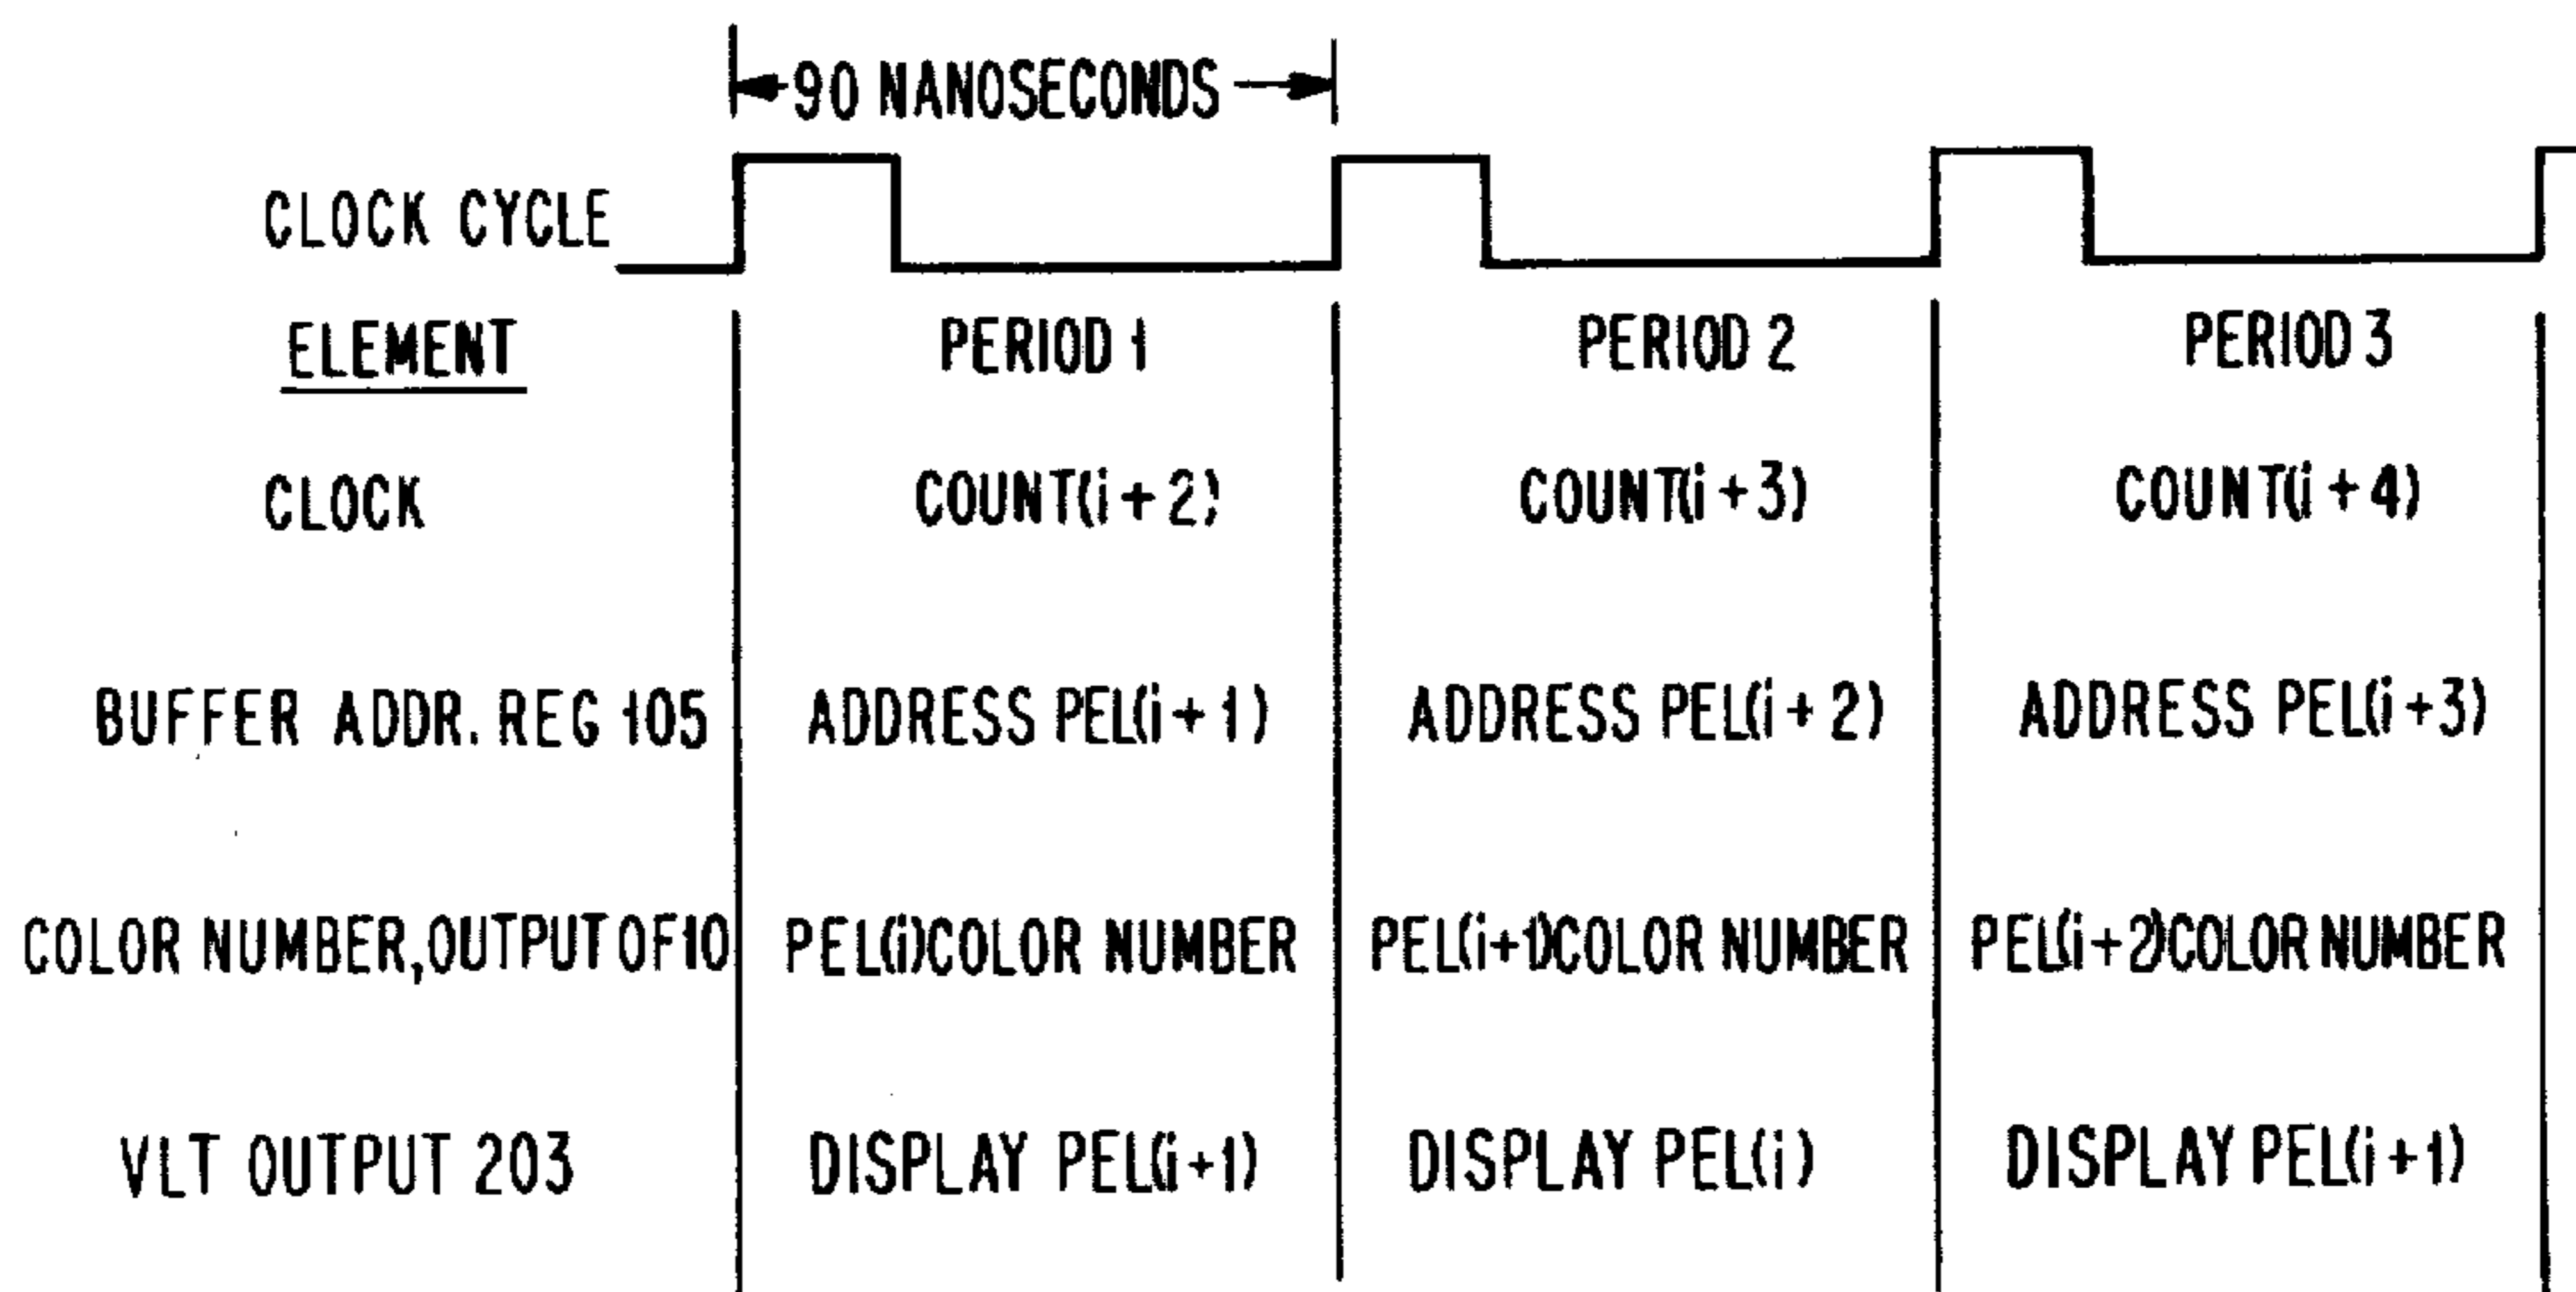 90 NANOSECONDS
CLOCK CYCLE
ELEMENT PERIOD 1 PERIOD 2 PERIOD 3
CLOCK COUNT(i + 2) COUNT(i + 3) COUNT(i + 4)
BUFFER ADDR. REG 105 ADDRESS PEL(i + 1) ADDRESS PEL(i + 2) ADDRESS PEL(i +3)
COLOR NUMBER, OUTPUT OF 10 PEL(i)COLOR NUMBER PEL(i+1)COLOR NUMBER PEL(i+2)COLOR NUMBER
VLT OUTPUT 203 DISPLAY PEL(i +1) DISPLAY PEL(i) DISPLAY PEL(i +1)